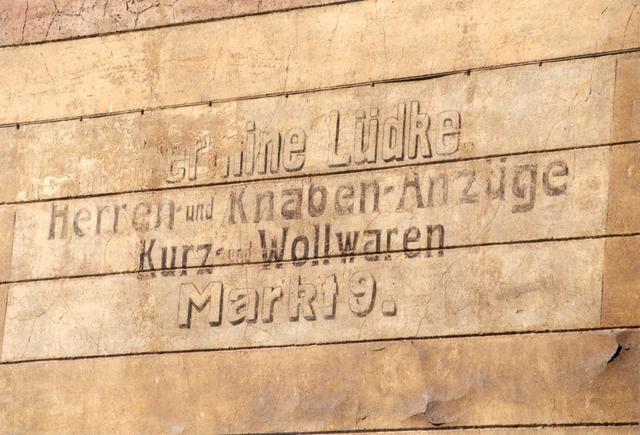 Lüdke
Herren- und Knaben-Anzüge
Kurz- und Wollwaren
Markt 9.